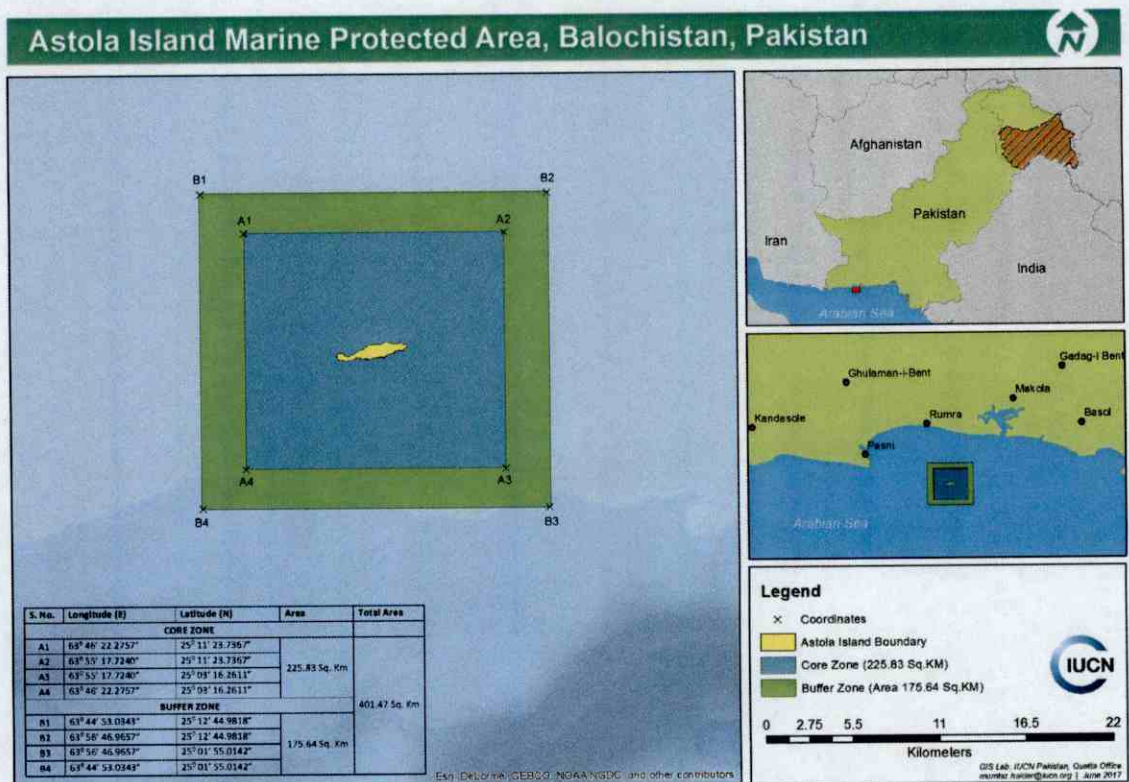 Astola Island Marine Protected Area, Balochistan, Pakistan
N
B1
B2
A1
A2
A4
A3
B4
B3
S. No. Longitude (E) Latitude (N) Area Total Area
CORE ZONE
A1 63° 46' 22.2757" 25° 11' 23.7367"
A2 63° 55' 17.7240" 25° 11' 23.7367"
225.83 Sq. Km
A3 63° 55' 17.7240" 25° 03' 16.2611"
A4 63° 46' 22.2757" 25° 03' 16.2611"
401.47 Sq. Km
BUFFER ZONE
B1 63° 44' 53.0343" 25° 12' 44.9818"
B2 63° 56' 46.9657" 25° 12' 44.9818"
175.64 Sq. Km
B3 63° 56' 46.9657" 25° 01' 55.0142"
B4 63° 44' 53.0343" 25° 01' 55.0142"
Esri, DeLorme, GEBCO, NOAA NGDC, and other contributors
Afghanistan
Pakistan
Iran
India
Arabian Sea
Gadag-i Bent
Ghulaman-i-Bent
Makola
Kandasole
Rumra
Basol
Pasni
Arabian Sea
Legend
Coordinates
Astola Island Boundary
Core Zone (225.83 Sq.KM)
Buffer Zone (Area 175.64 Sq.KM)
IUCN
0 2.75 5.5 11 16.5 22
Kilometers
GIS Lab, IUCN Pakistan, Quetta Office
mumtaz.haider@iucn.org | June 2017